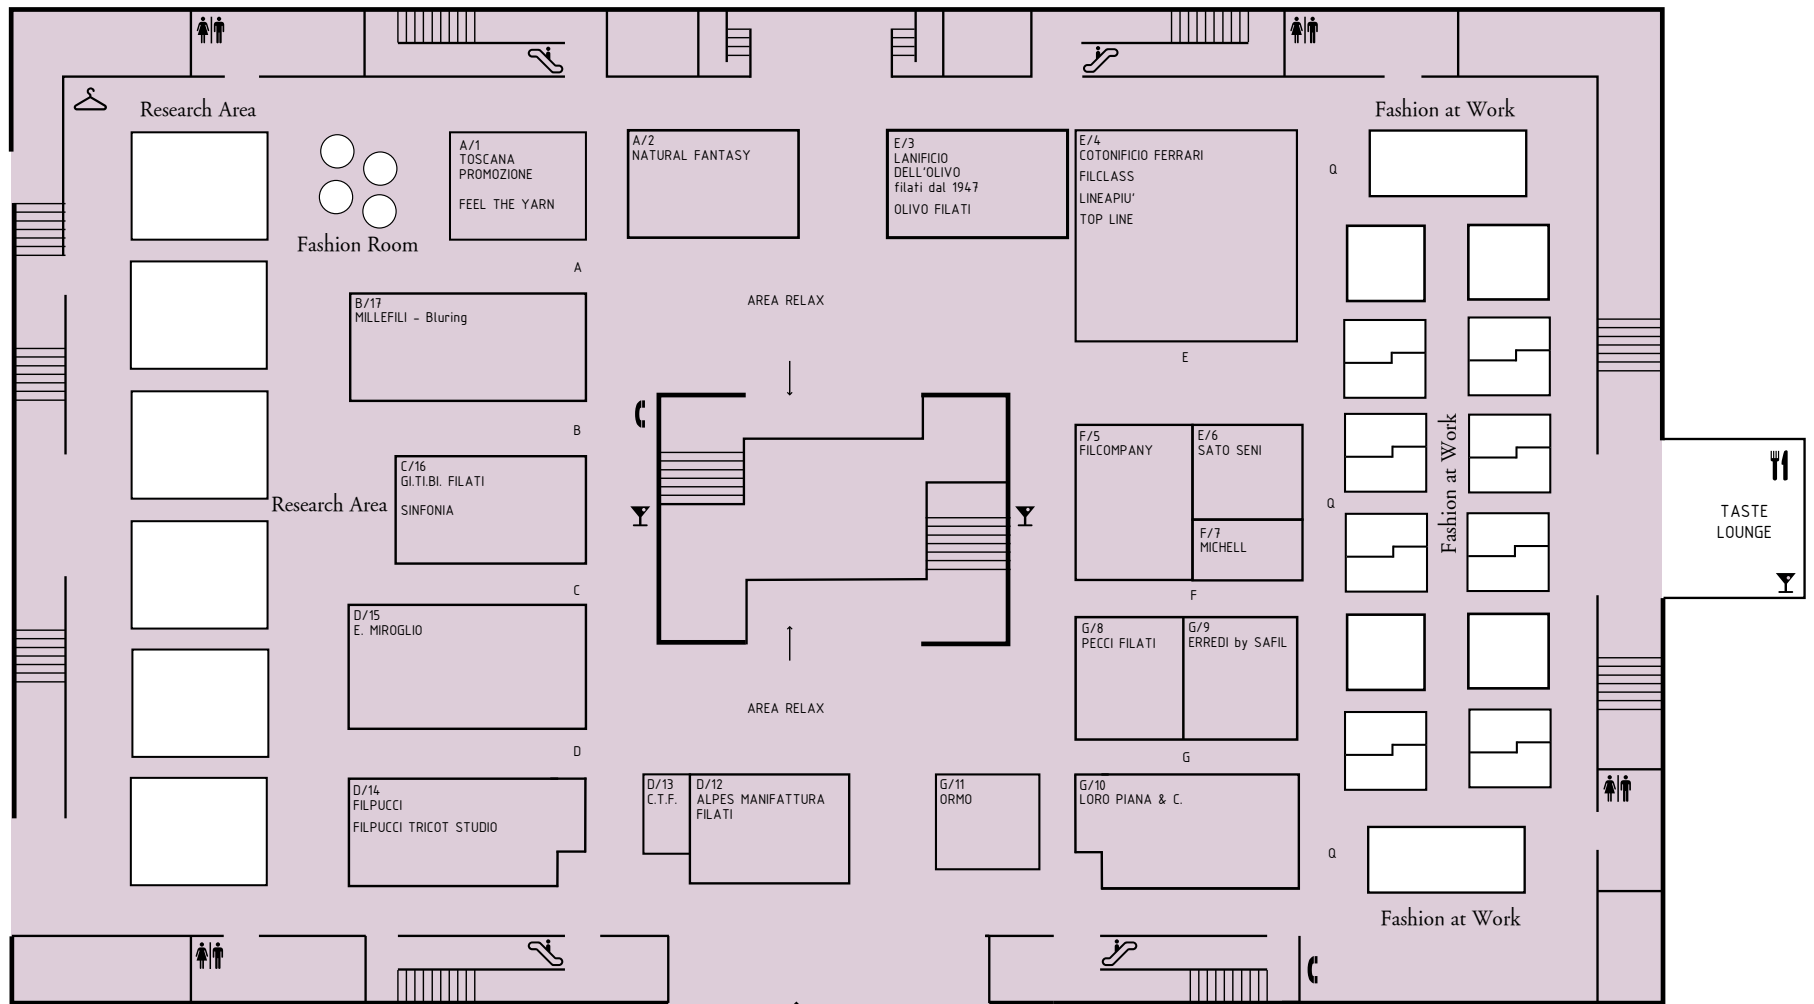 Research Area
Fashion Room
A/1
TOSCANA
PROMOZIONE
FEEL THE YARN
A/2
NATURAL FANTASY
E/3
LANIFICIO
DELL'OLIVO
filati dal 1947
OLIVO FILATI
E/4
COTONIFICIO FERRARI
FILCLASS
LINEAPIU'
TOP LINE
Q
Fashion at Work
A
B/17
MILLEFILI - Bluring
AREA RELAX
E
B
C/16
GI.TI.BI. FILATI
SINFONIA
Research Area
F/5
FILCOMPANY
E/6
SATO SENI
F/7
MICHELL
Q
Fashion at Work
TASTE
LOUNGE
C
F
D/15
E. MIROGLIO
G/8
PECCI FILATI
G/9
ERREDI by SAFIL
AREA RELAX
D
G
D/14
FILPUCCI
FILPUCCI TRICOT STUDIO
D/13
C.T.F.
D/12
ALPES MANIFATTURA
FILATI
G/11
ORMO
G/10
LORO PIANA & C.
Q
Fashion at Work